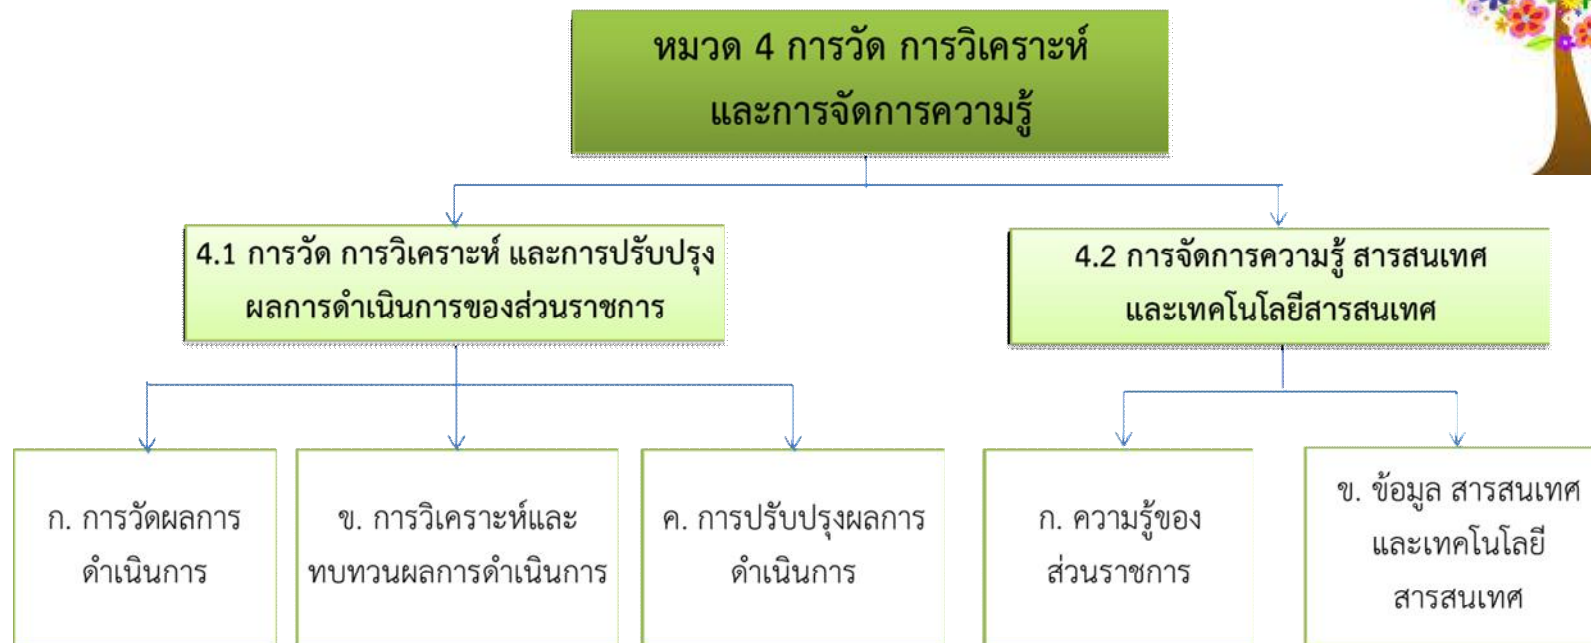 หมวด 4 การวัด การวิเคราะห์
และการจัดการความรู้
4.1 การวัด การวิเคราะห์ และการปรับปรุง
ผลการดำเนินการของส่วนราชการ
4.2 การจัดการความรู้ สารสนเทศ
และเทคโนโลยีสารสนเทศ
ก. การวัดผลการ
ดำเนินการ
ข. การวิเคราะห์และ
ทบทวนผลการดำเนินการ
ค. การปรับปรุงผลการ
ดำเนินการ
ก. ความรู้ของ
ส่วนราชการ
ข. ข้อมูล สารสนเทศ
และเทคโนโลยี
สารสนเทศ